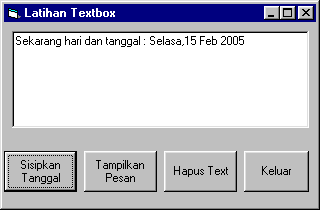 Latihan Textbox
Sekarang hari dan tanggal : Selasa,15 Feb 2005
Sisipkan
Tanggal
Tampilkan
Pesan
Hapus Text
Keluar